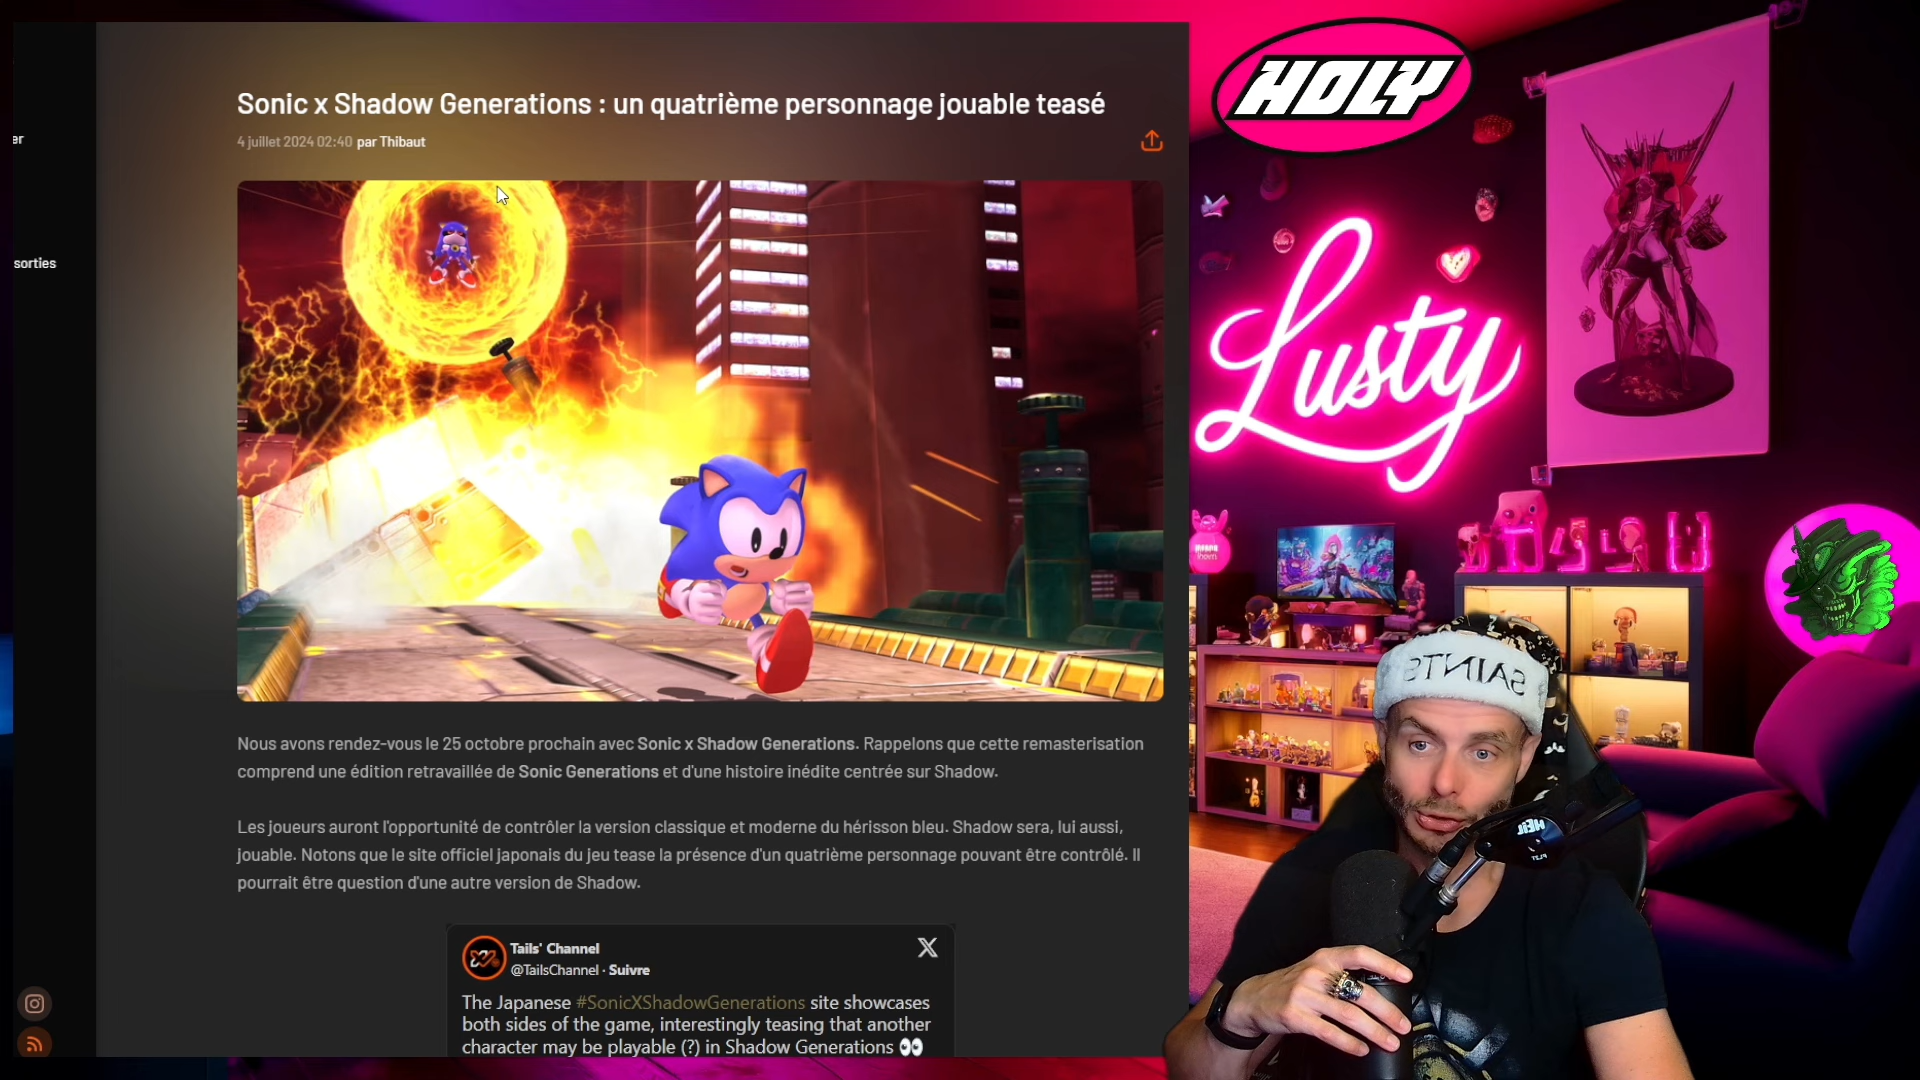 Sonic x Shadow Generations : un quatrième personnage jouable teasé
4 juillet 2024 02:40 par Thibaut
er
sorties
Nous avons rendez-vous le 25 octobre prochain avec Sonic x Shadow Generations. Rappelons que cette remasterisation
comprend une édition retravaillée de Sonic Generations et d'une histoire inédite centrée sur Shadow.
Les joueurs auront l'opportunité de contrôler la version classique et moderne du hérisson bleu. Shadow sera, lui aussi,
jouable. Notons que le site officiel japonais du jeu tease la présence d'un quatrième personnage pouvant être contrôlé. Il
pourrait être question d'une autre version de Shadow.
Tails' Channel
@TailsChannel · Suivre
The Japanese #SonicXShadowGenerations site showcases
both sides of the game, interestingly teasing that another
character may be playable (?) in Shadow Generations 👀
HOLY
Lusty
SAINTS